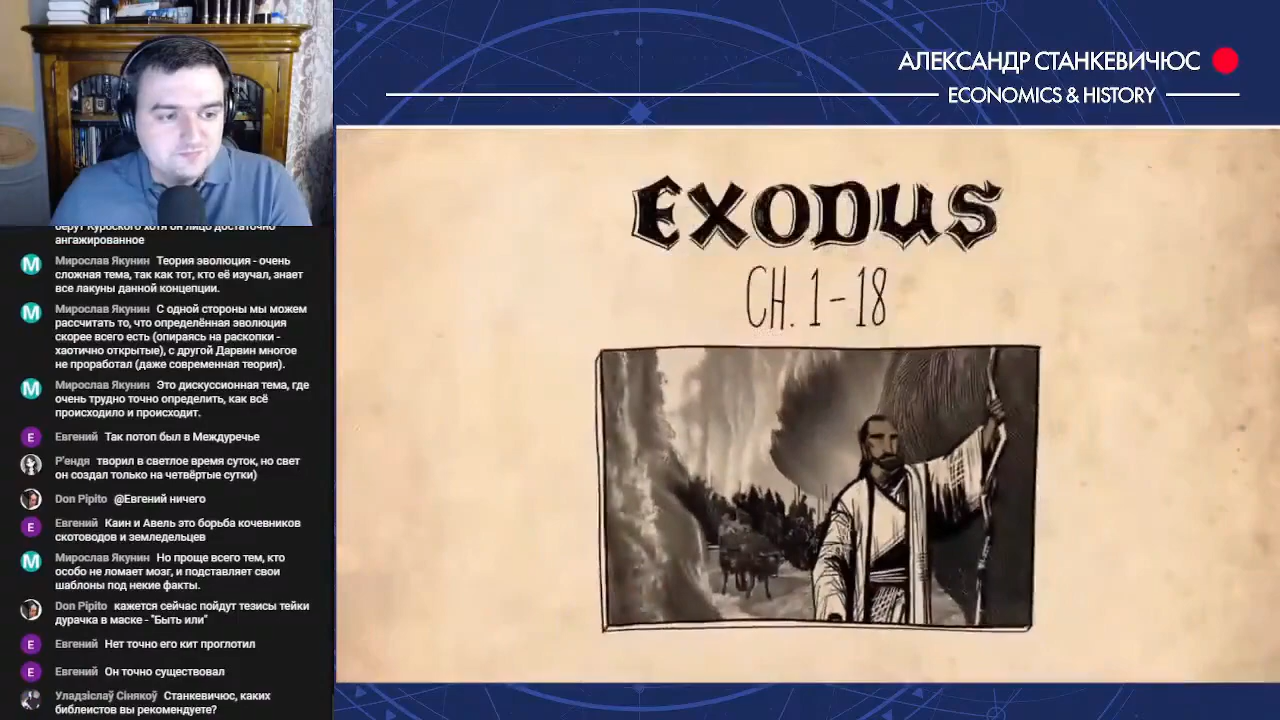 АЛЕКСАНДР СТАНКЕВИЧЮС
ECONOMICS & HISTORY
EXODUS
CH. 1-18
берут Куроского хотя он лицо достаточно
ангажированное
М
Мирослав Якунин Теория эволюция - очень
сложная тема, так как тот, кто её изучал, знает
все лакуны данной концепции.
М
Мирослав Якунин С одной стороны мы можем
рассчитать то, что определённая эволюция
скорее всего есть (опираясь на раскопки -
хаотично открытые), с другой Дарвин многое
не проработал (даже современная теория).
М
Мирослав Якунин Это дискуссионная тема, где
очень трудно точно определить, как всё
происходило и происходит.
Е
Евгений Так потоп был в Междуречье
Р'ендя творил в светлое время суток, но свет
он создал только на четвёртые сутки)
Don Pipito @Евгений ничего
Е
Евгений Каин и Авель это борьба кочевников
скотоводов и земледельцев
М
Мирослав Якунин Но проще всего тем, кто
особо не ломает мозг, и подставляет свои
шаблоны под некие факты.
Don Pipito кажется сейчас пойдут тезисы тейки
дурачка в маске - "Быть или"
Е
Евгений Нет точно его кит проглотил
Е
Евгений Он точно существовал
Уладзіслаў Сінякоў Станкевичюс, каких
библеистов вы рекомендуете?